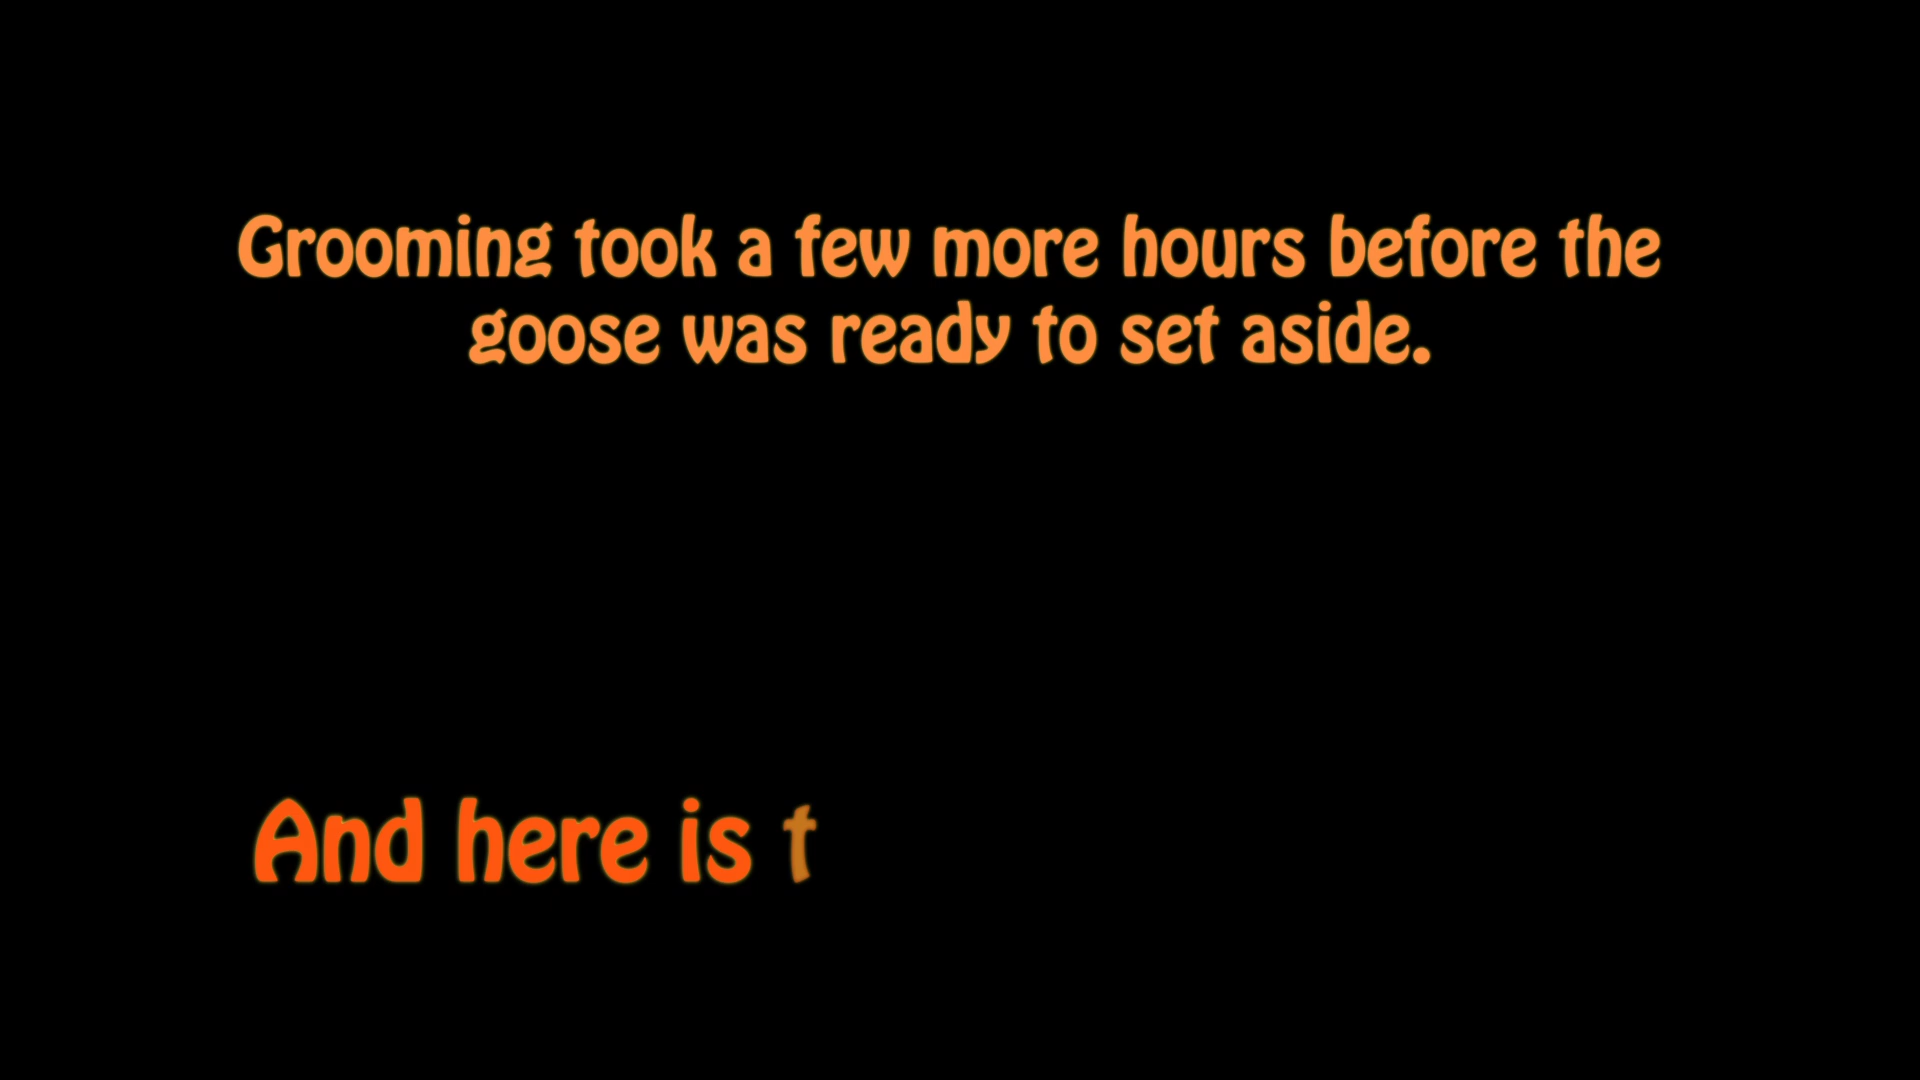 Grooming took a few more hours before the
goose was ready to set aside.
And here is t